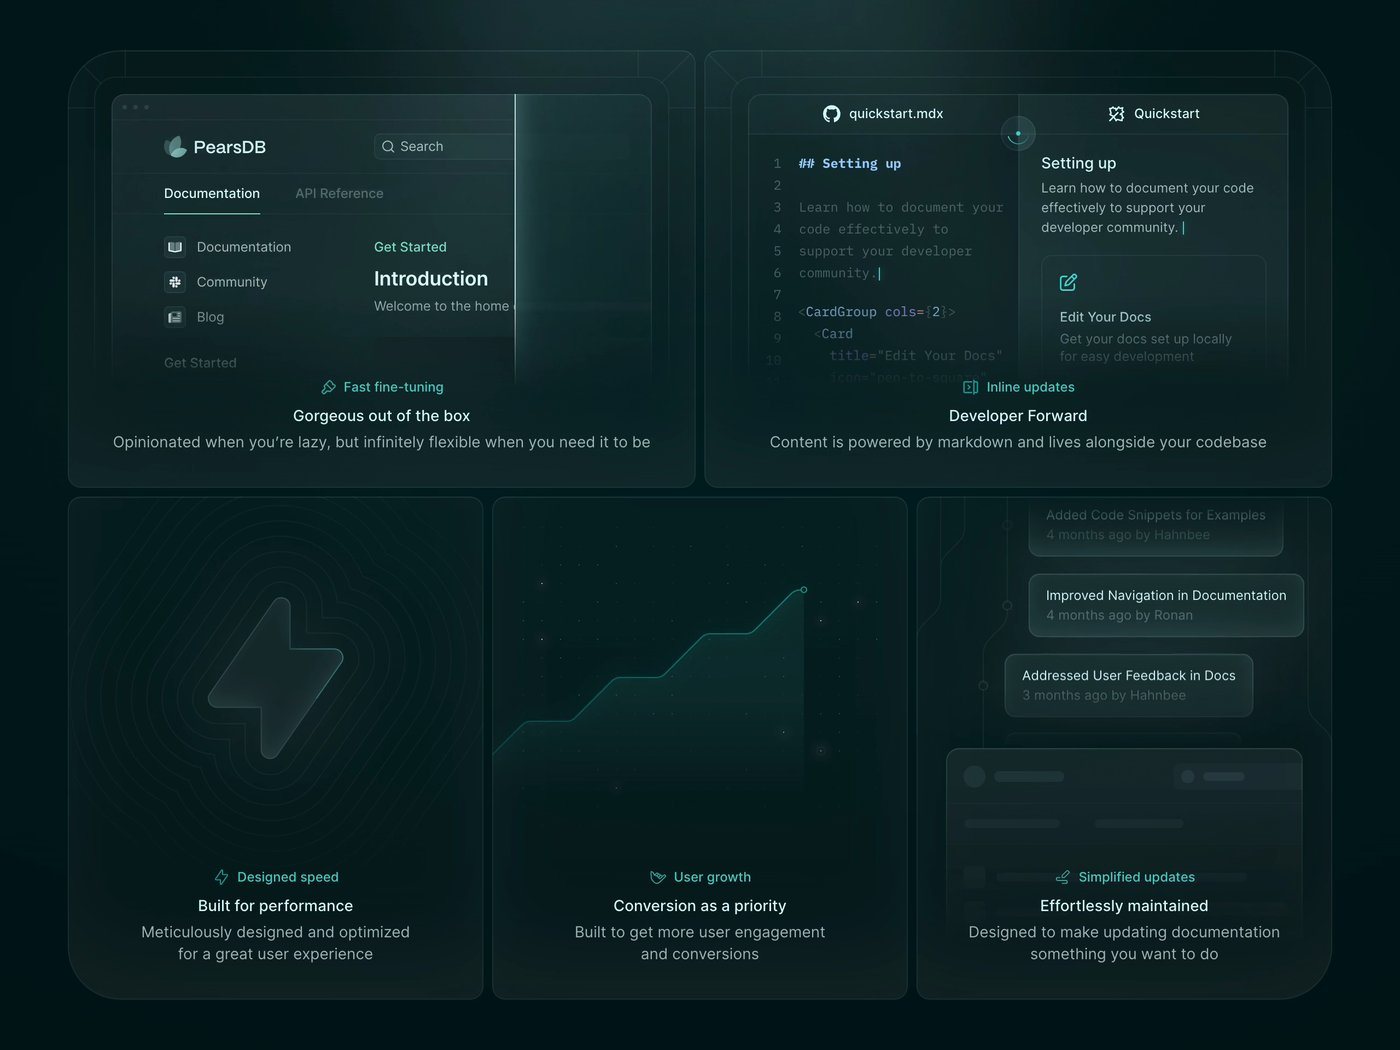 PearsDB
Search
Documentation
API Reference
Documentation
Community
Blog
Get Started
Get Started
Introduction
Welcome to the home
Fast fine-tuning
Gorgeous out of the box
Opinionated when you’re lazy, but infinitely flexible when you need it to be
quickstart.mdx
1 ## Setting up
2
3 Learn how to document your
4 code effectively to
5 support your developer
6 community.
7
8 <CardGroup cols={2}>
9 <Card
10 title="Edit Your Docs"
icon="pen-to-square"
Quickstart
Setting up
Learn how to document your code
effectively to support your
developer community.
Edit Your Docs
Get your docs set up locally
for easy development
Inline updates
Developer Forward
Content is powered by markdown and lives alongside your codebase
Designed speed
Built for performance
Meticulously designed and optimized
for a great user experience
User growth
Conversion as a priority
Built to get more user engagement
and conversions
Added Code Snippets for Examples
4 months ago by Hahnbee
Improved Navigation in Documentation
4 months ago by Ronan
Addressed User Feedback in Docs
3 months ago by Hahnbee
Simplified updates
Effortlessly maintained
Designed to make updating documentation
something you want to do